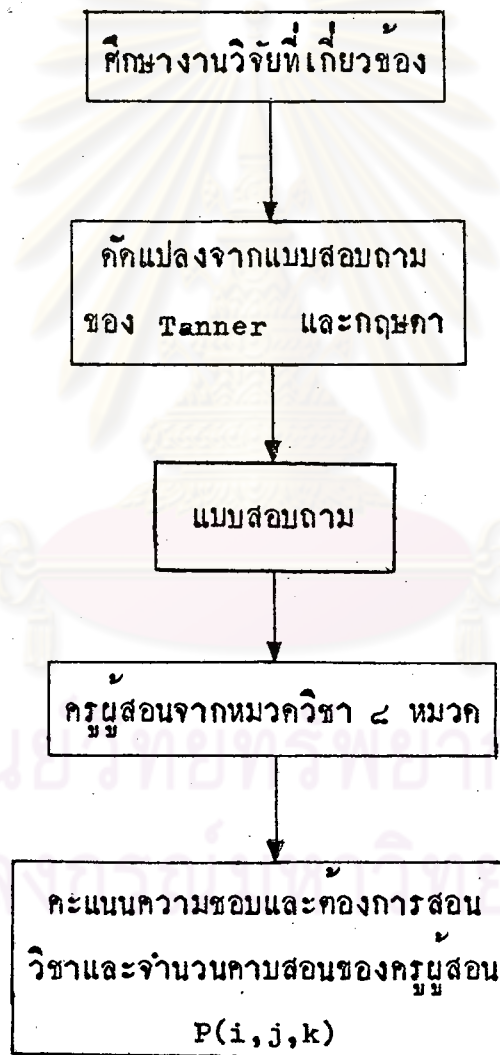 ศึกษางานวิจัยที่เกี่ยวข้อง
ดัดแปลงจากแบบสอบถาม
ของ Tanner และกฤษดา
แบบสอบถาม
ครูผู้สอนจากหมวดวิชา ๘ หมวด
คะแนนความชอบและต้องการสอน
วิชาและจำนวนคาบสอนของครูผู้สอน
P(i,j,k)